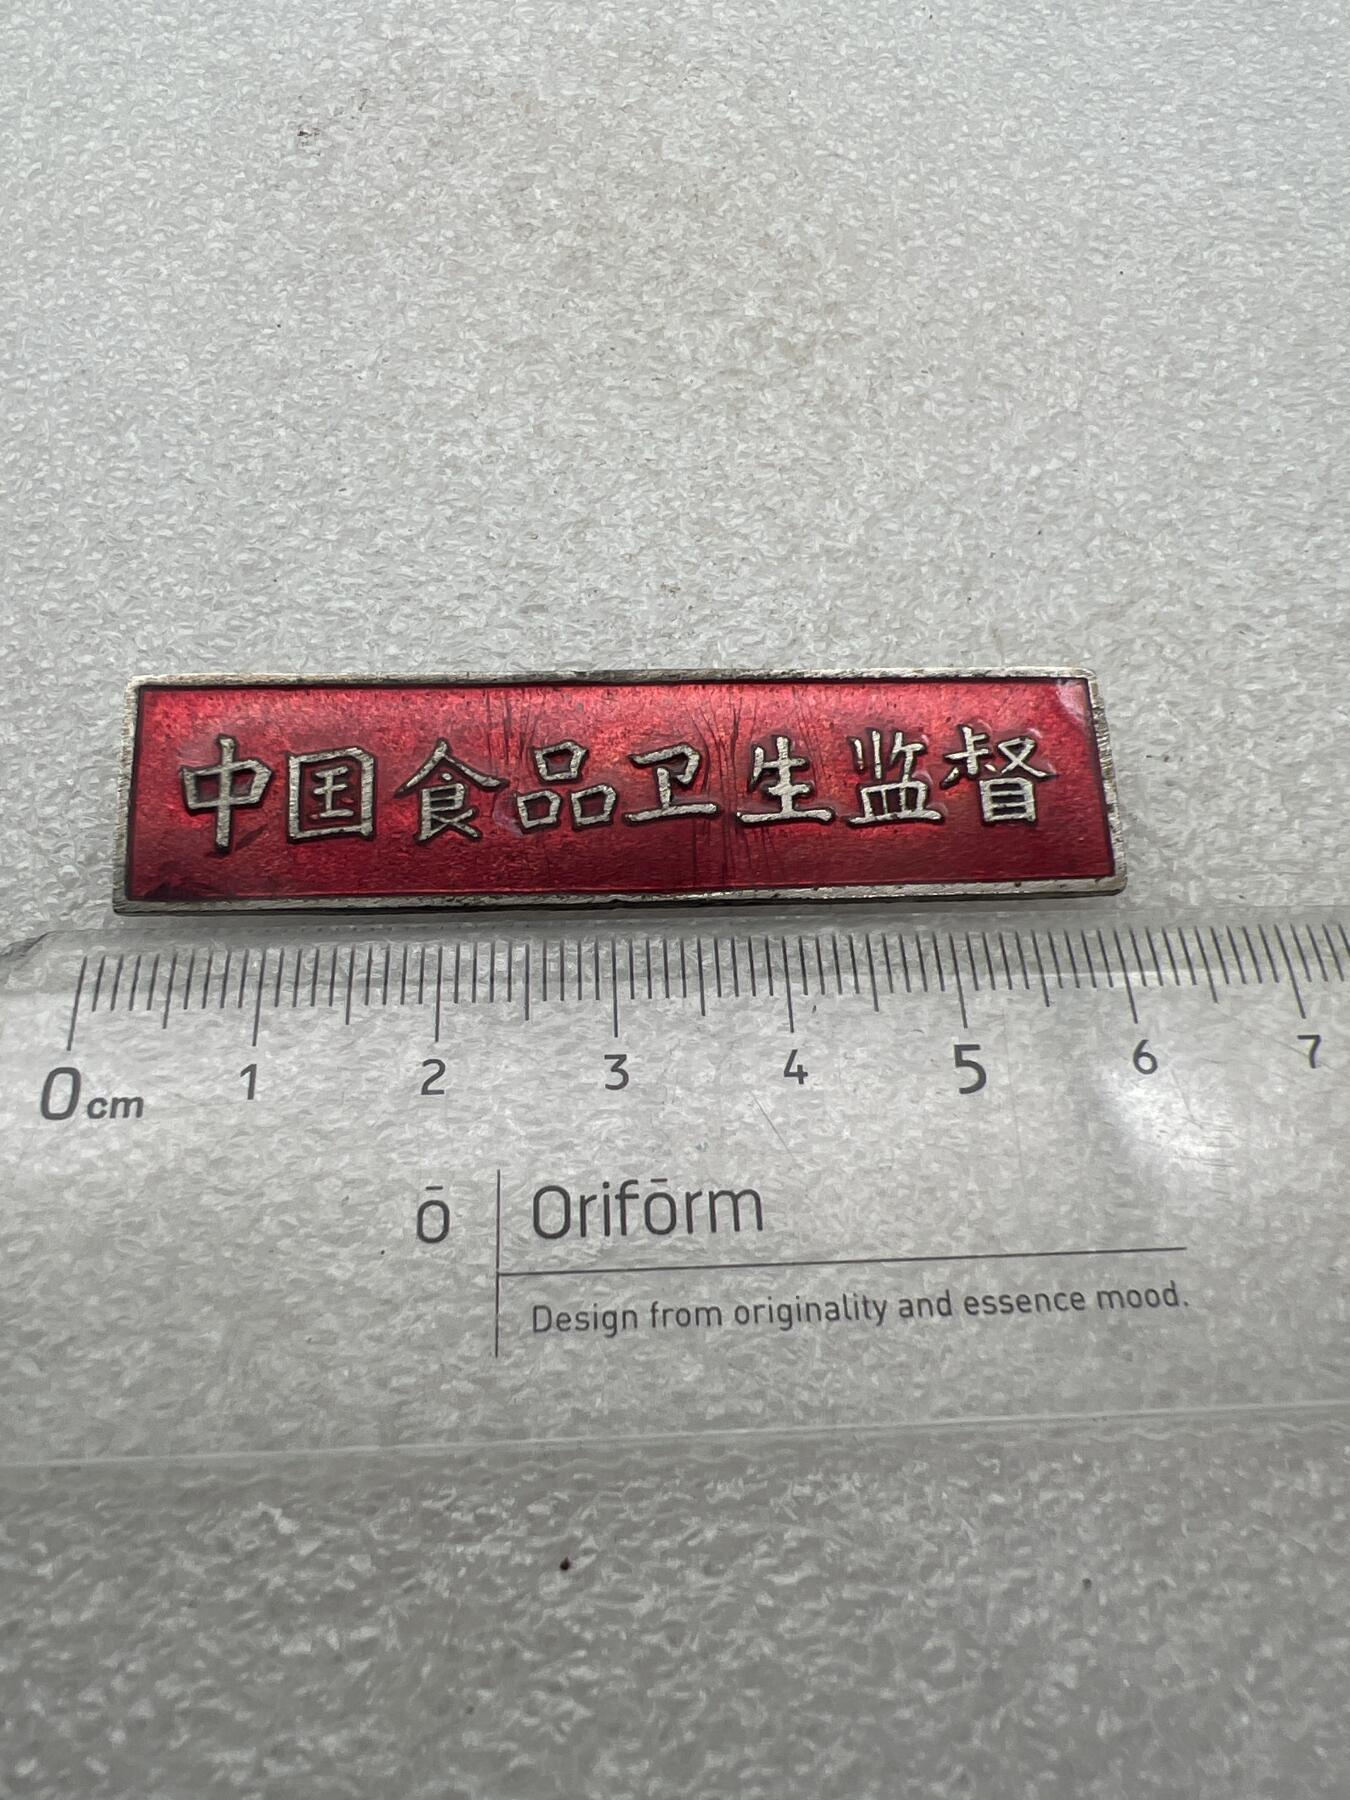 中国食品卫生监督
0cm 1 2 3 4 5 6 7
ō Orifōrm
Design from originality and essence mood.